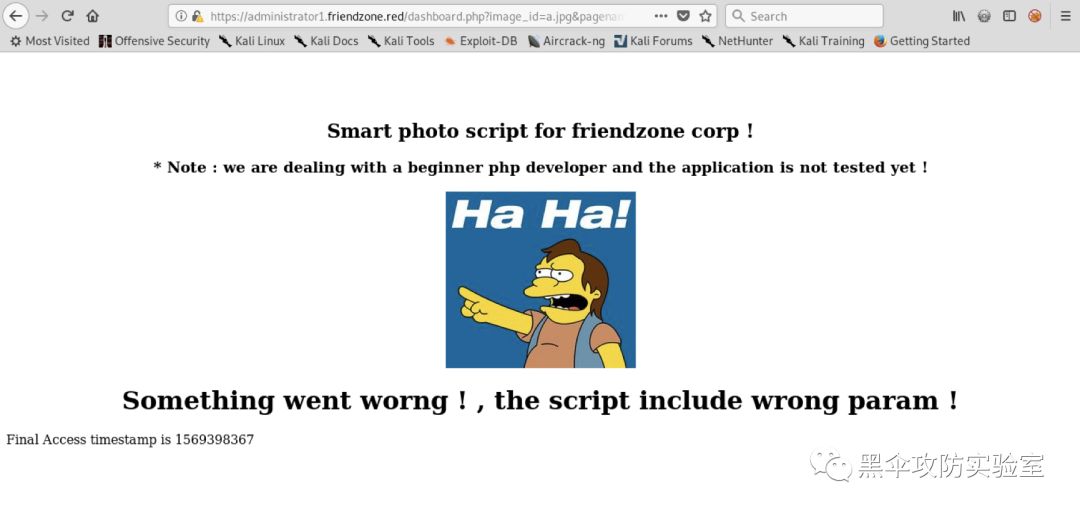 https://administrator1.friendzone.red/dashboard.php?image_id=a.jpg&pagenam
Search
Most Visited Offensive Security Kali Linux Kali Docs Kali Tools Exploit-DB Aircrack-ng Kali Forums NetHunter Kali Training Getting Started
Smart photo script for friendzone corp !
* Note : we are dealing with a beginner php developer and the application is not tested yet !
Ha Ha!
Something went worng ! , the script include wrong param !
Final Access timestamp is 1569398367
黑伞攻防实验室